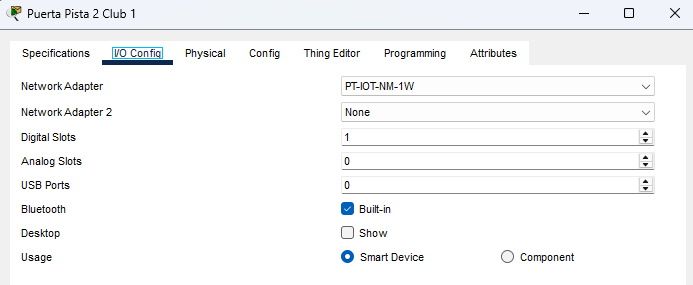 Puerta Pista 2 Club 1
Specifications I/O Config Physical Config Thing Editor Programming Attributes
Network Adapter PT-IOT-NM-1W
Network Adapter 2 None
Digital Slots 1
Analog Slots 0
USB Ports 0
Bluetooth Built-in
Desktop Show
Usage Smart Device Component